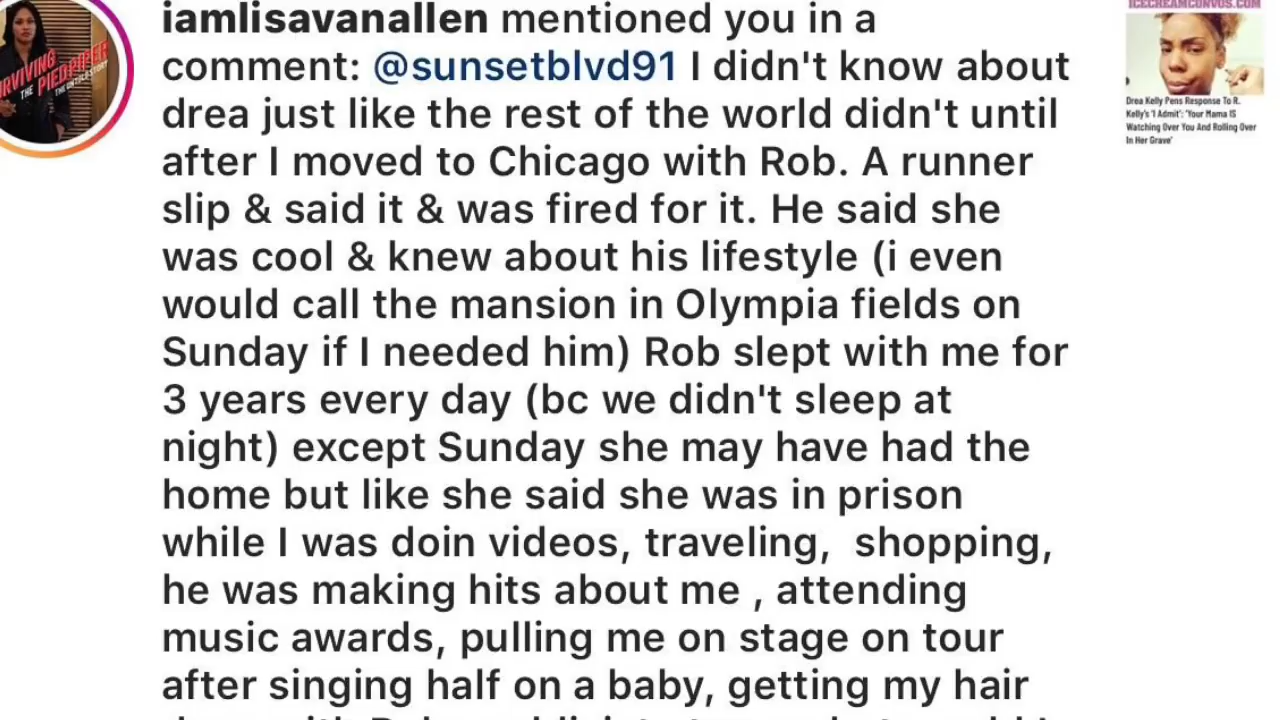 iamlisavanallen mentioned you in a
comment: @sunsetblvd91 I didn't know about
drea just like the rest of the world didn't until
after I moved to Chicago with Rob. A runner
slip & said it & was fired for it. He said she
was cool & knew about his lifestyle (i even
would call the mansion in Olympia fields on
Sunday if I needed him) Rob slept with me for
3 years every day (bc we didn't sleep at
night) except Sunday she may have had the
home but like she said she was in prison
while I was doin videos, traveling,  shopping,
he was making hits about me , attending
music awards, pulling me on stage on tour
after singing half on a baby, getting my hair
RVIVING
THE PIEDPIPER
ICECREAMCONVOS.COM
Drea Kelly Pens Response To R.
Kelly's 'I Admit': 'Your Mama IS
Watching Over You And Rolling Over
In Her Grave'